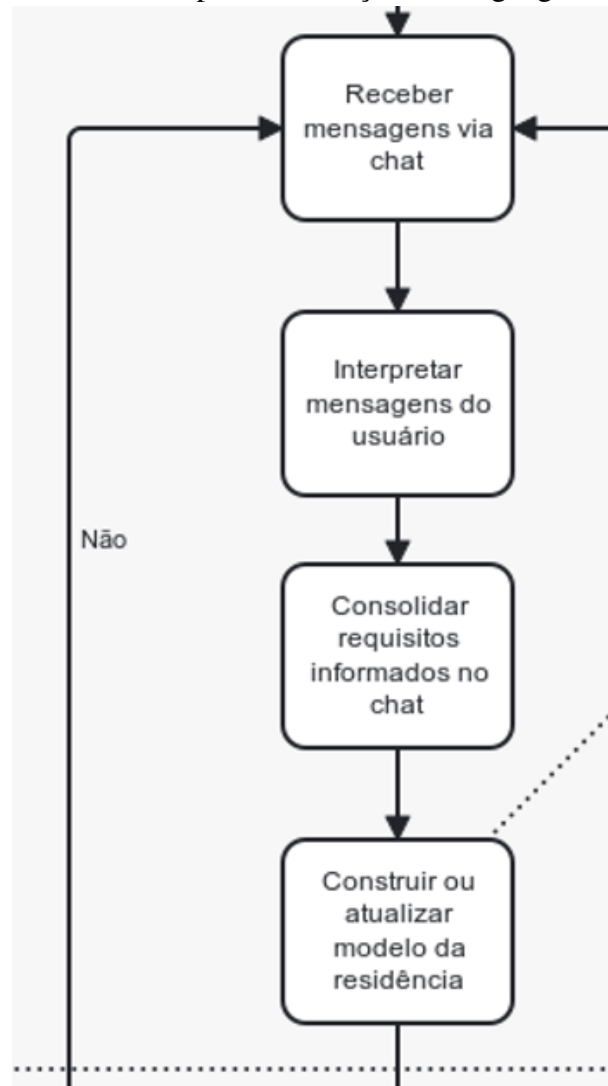 Receber
mensagens via
chat
Interpretar
mensagens do
usuário
Não
Consolidar
requisitos
informados no
chat
Construir ou
atualizar
modelo da
residência